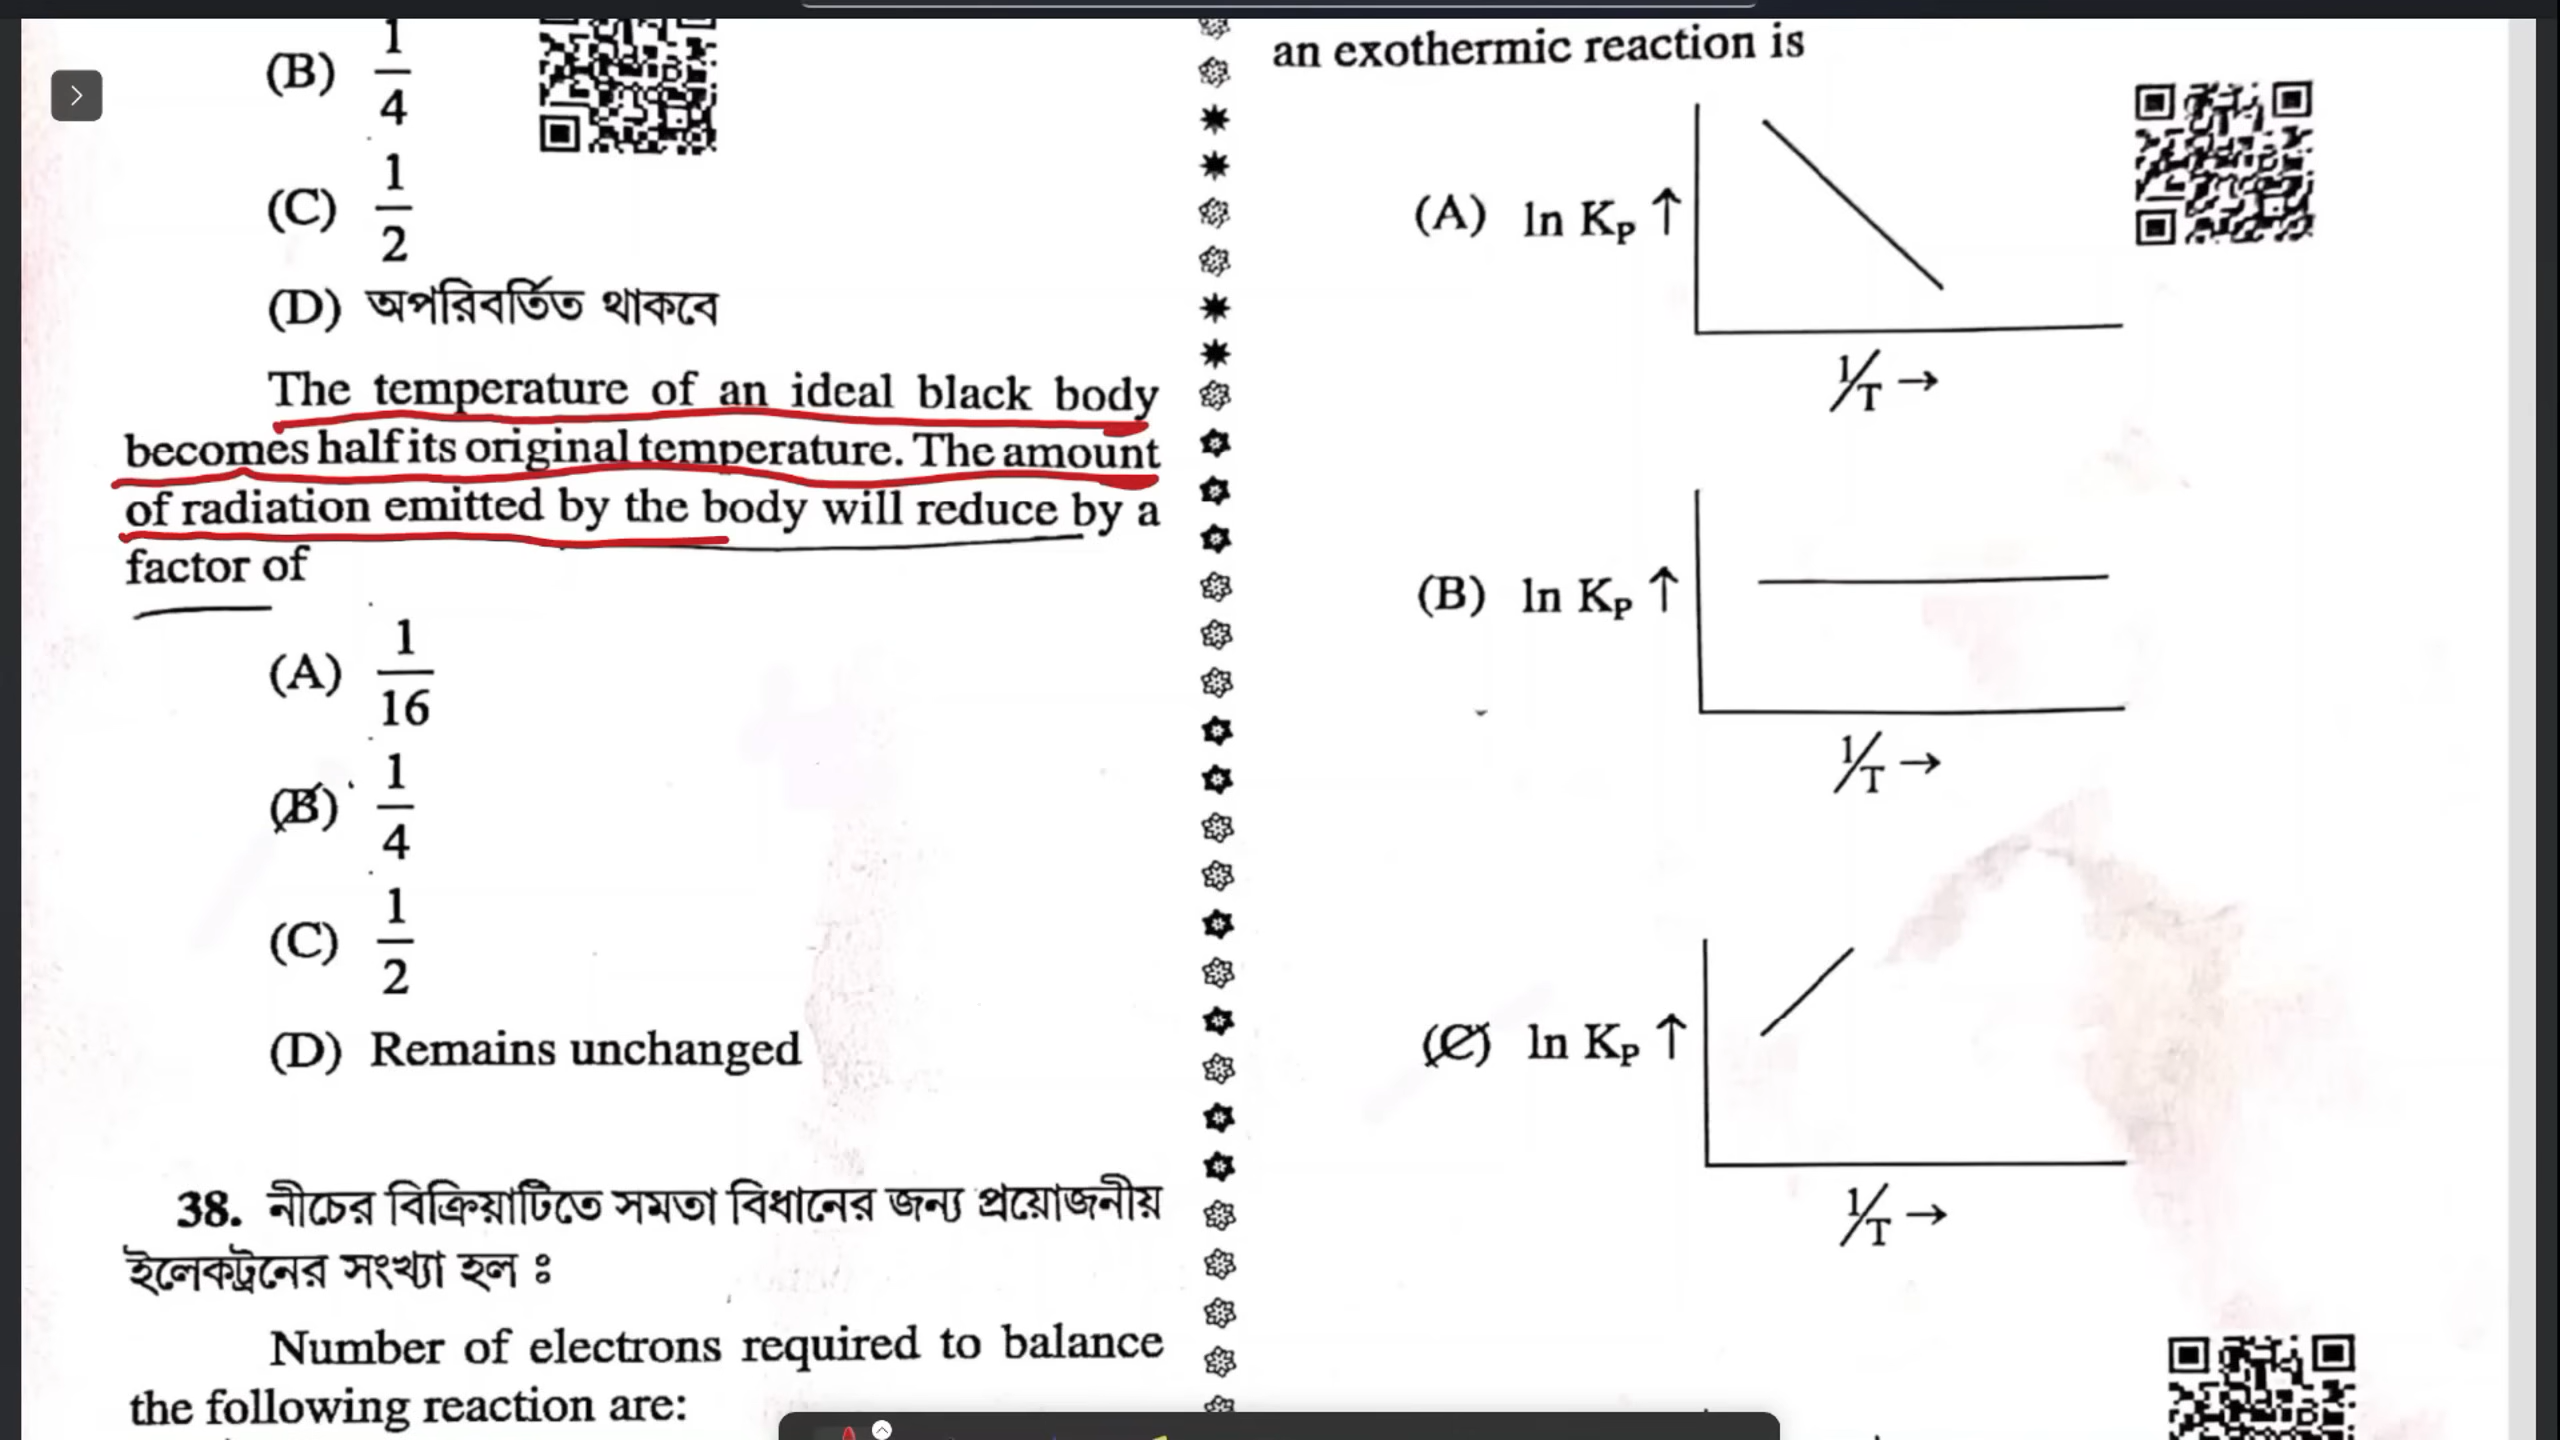 (B) 1/4
(C) 1/2
(D) অপরিবর্তিত থাকবে
The temperature of an ideal black body
becomes half its original temperature. The amount
of radiation emitted by the body will reduce by a
factor of
(A) 1/16
(B) 1/4
(C) 1/2
(D) Remains unchanged
38. নীচের বিক্রিয়াটিতে সমতা বিধানের জন্য প্রয়োজনীয়
ইলেকট্রনের সংখ্যা হল ঃ
Number of electrons required to balance
the following reaction are:
an exothermic reaction is
(A) ln K_P ↑
1/T →
(B) ln K_P ↑
1/T →
(C) ln K_P ↑
1/T →